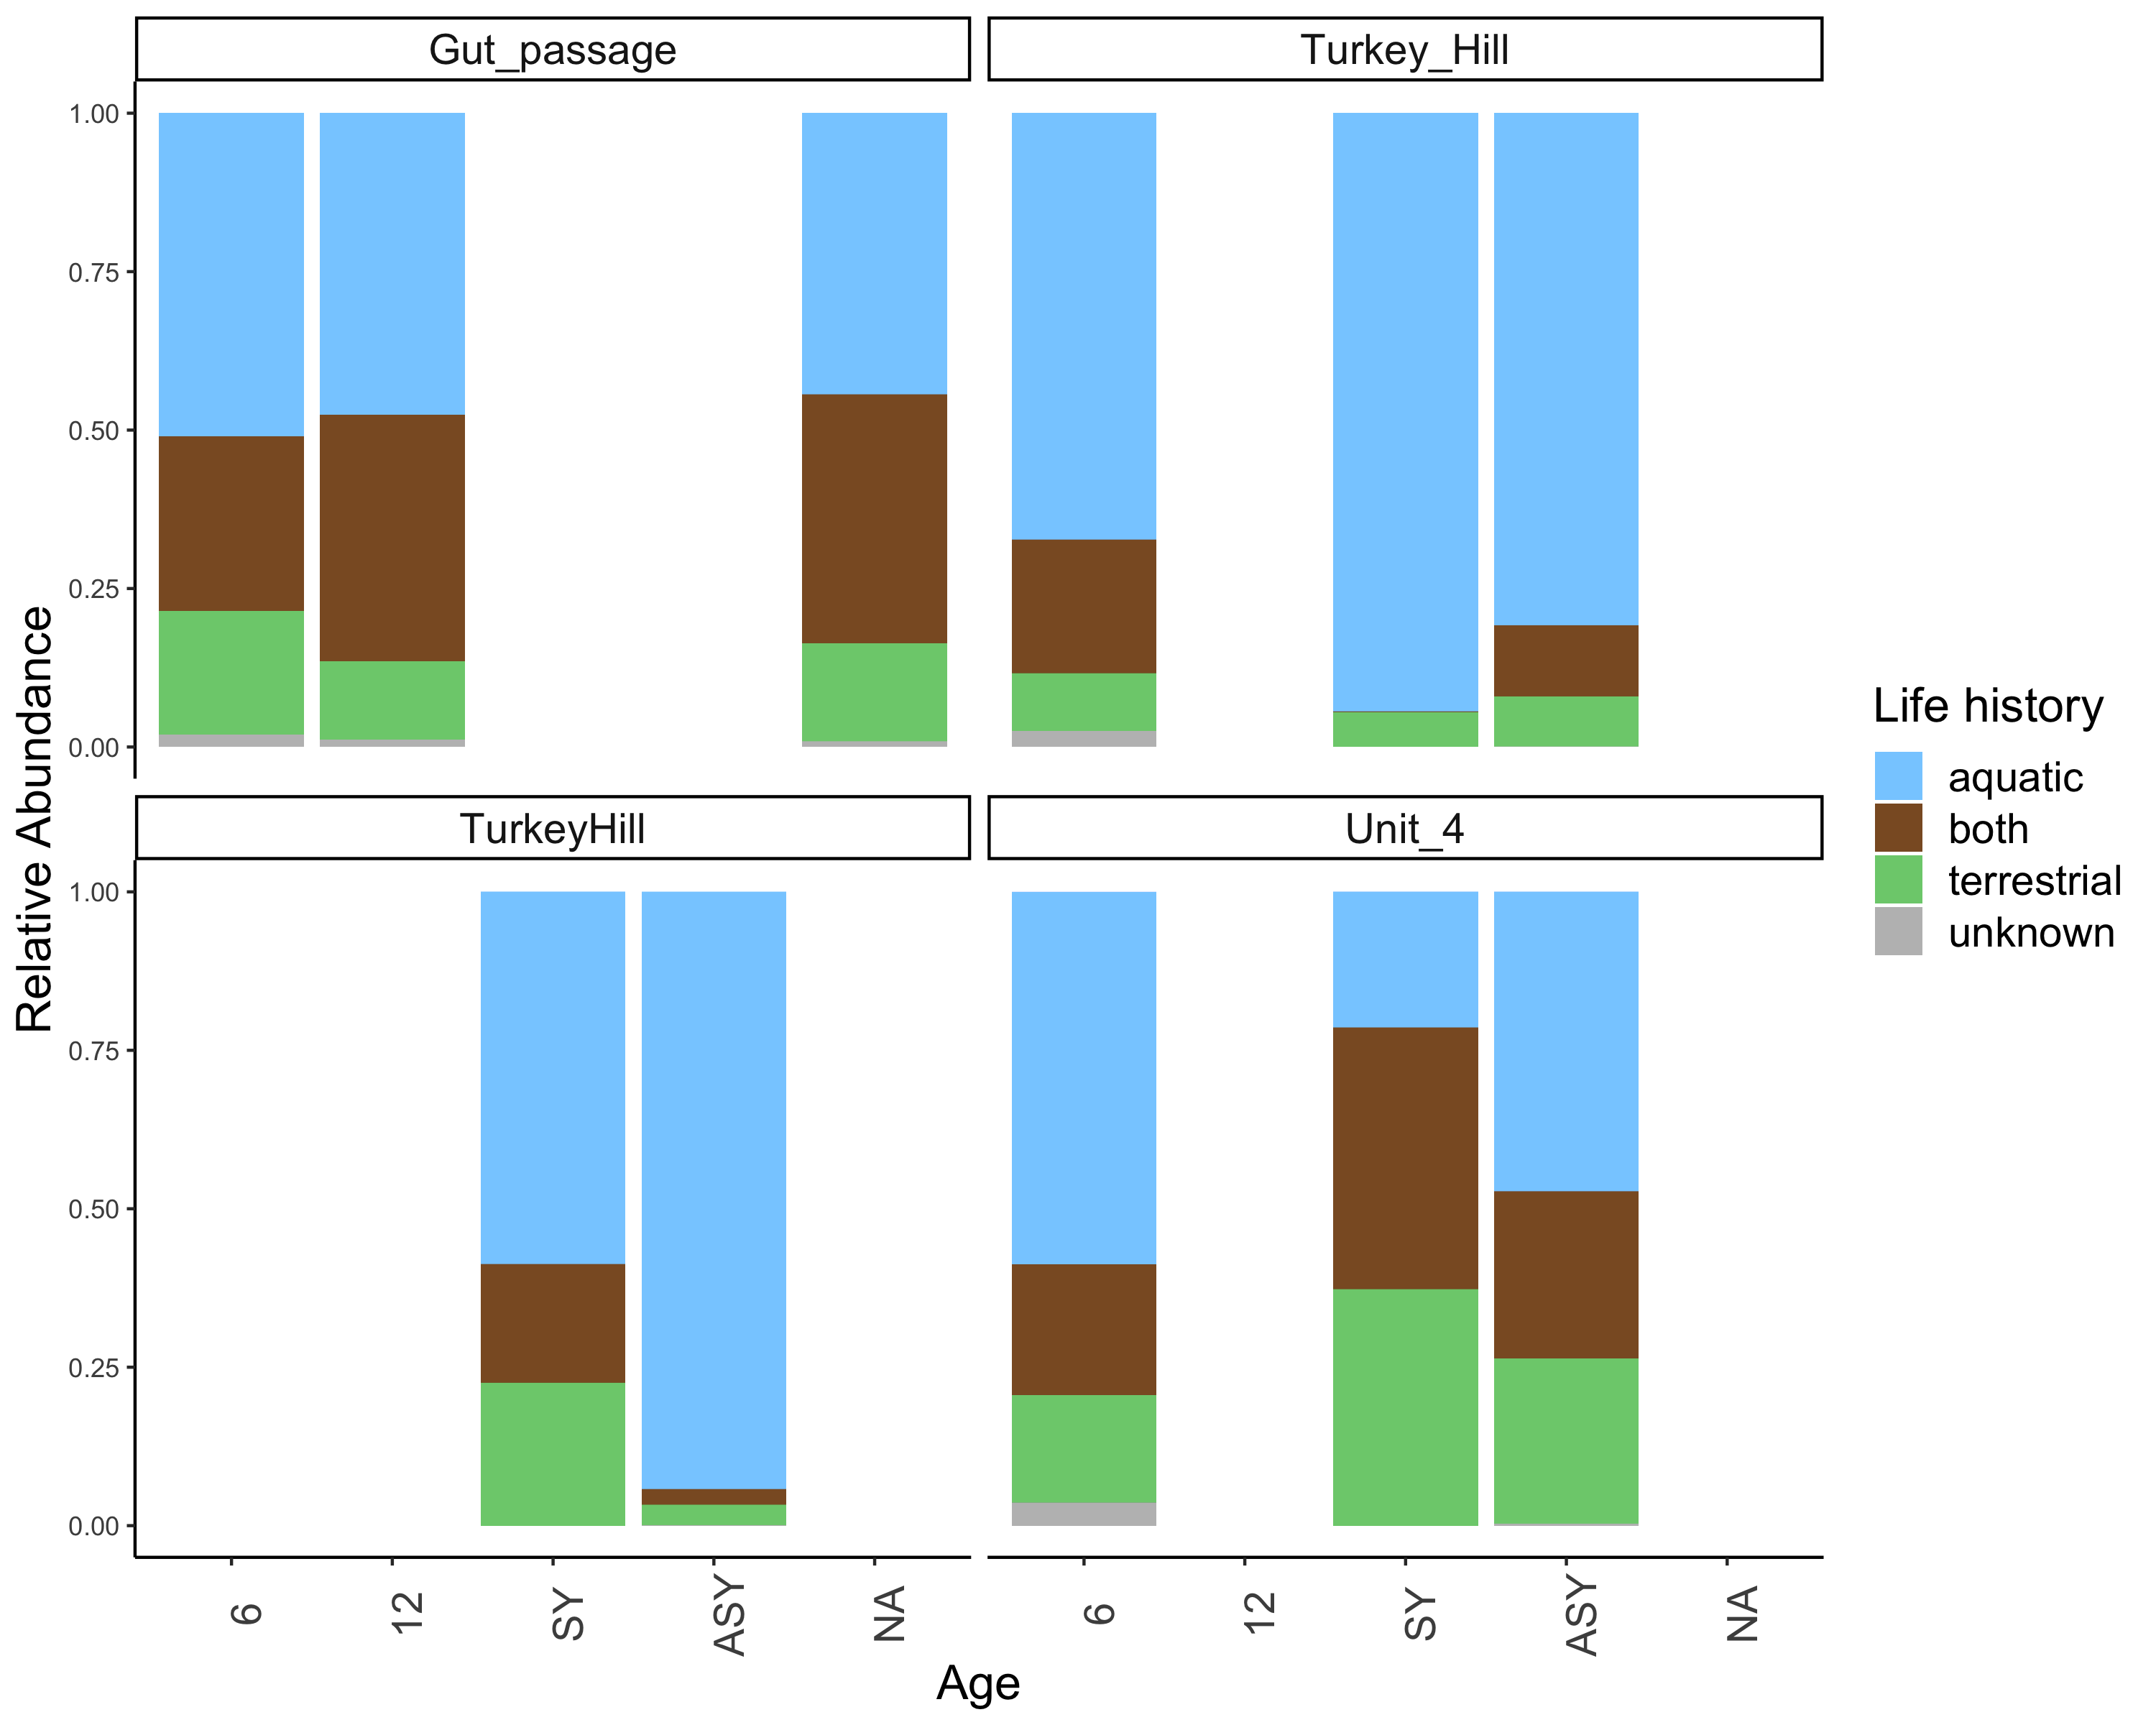 Gut_passage
Turkey_Hill
1.00
0.75
0.50
0.25
0.00
TurkeyHill
Unit_4
1.00
0.75
0.50
0.25
0.00
6
12
SY
ASY
NA
6
12
SY
ASY
NA
Age
Relative Abundance
Life history
aquatic
both
terrestrial
unknown